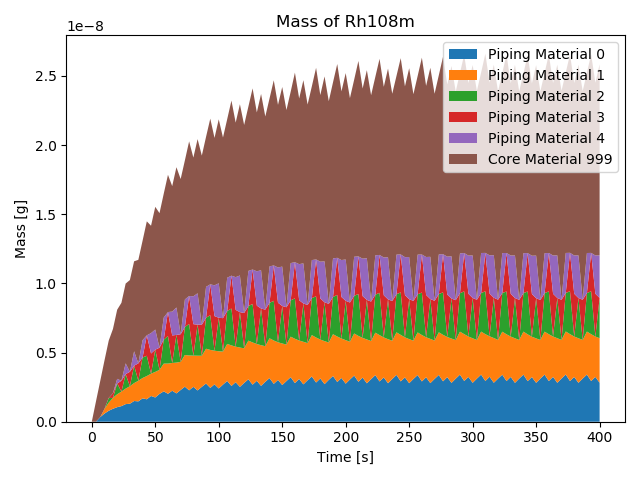 Mass of Rh108m
1e−8
Piping Material 0
Piping Material 1
Piping Material 2
Piping Material 3
Piping Material 4
Core Material 999
2.5
2.0
1.5
1.0
0.5
0.0
Mass [g]
0 50 100 150 200 250 300 350 400
Time [s]